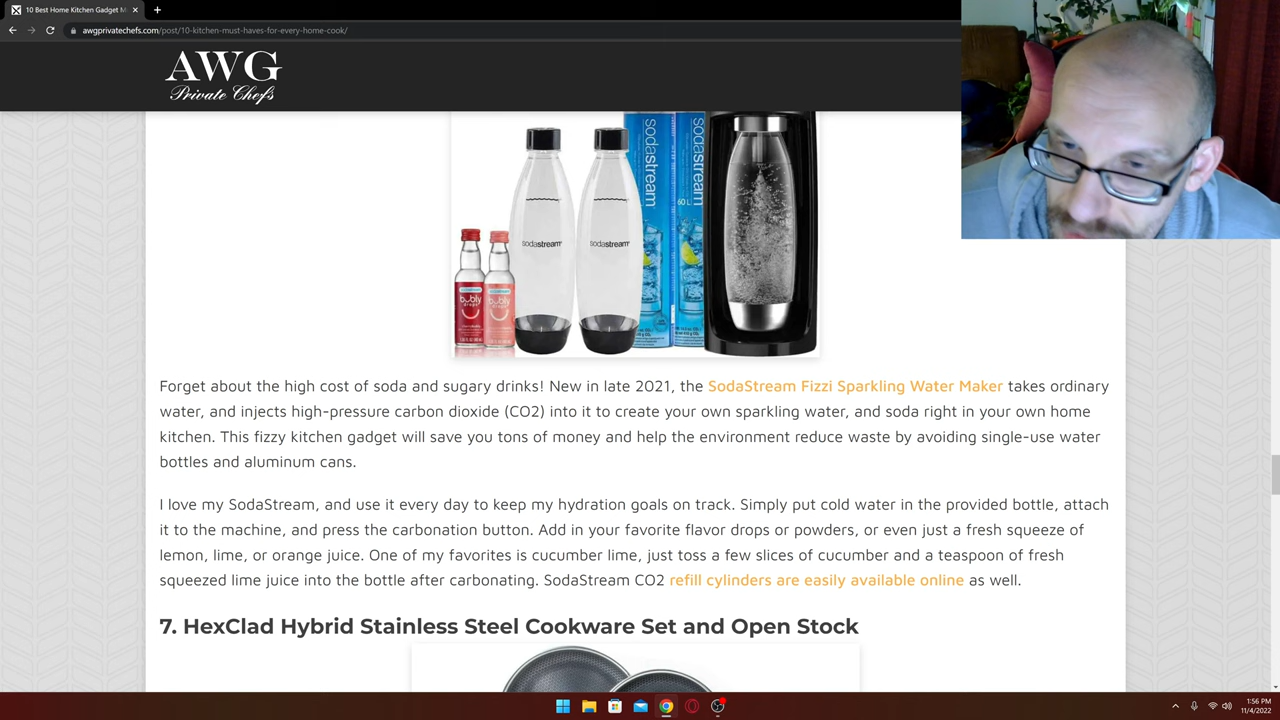 10 Best Home Kitchen Gadget M
awgprivatechefs.com/post/10-kitchen-must-haves-for-every-home-cook/
AWG
Private Chefs
sodastream
sodastream
60 L
sodastream
sodastream
bubly
drops
bubly
drops
Forget about the high cost of soda and sugary drinks! New in late 2021, the SodaStream Fizzi Sparkling Water Maker takes ordinary
water, and injects high-pressure carbon dioxide (CO2) into it to create your own sparkling water, and soda right in your own home
kitchen. This fizzy kitchen gadget will save you tons of money and help the environment reduce waste by avoiding single-use water
bottles and aluminum cans.
I love my SodaStream, and use it every day to keep my hydration goals on track. Simply put cold water in the provided bottle, attach
it to the machine, and press the carbonation button. Add in your favorite flavor drops or powders, or even just a fresh squeeze of
lemon, lime, or orange juice. One of my favorites is cucumber lime, just toss a few slices of cucumber and a teaspoon of fresh
squeezed lime juice into the bottle after carbonating. SodaStream CO2 refill cylinders are easily available online as well.
7. HexClad Hybrid Stainless Steel Cookware Set and Open Stock
1:56 PM
11/4/2022